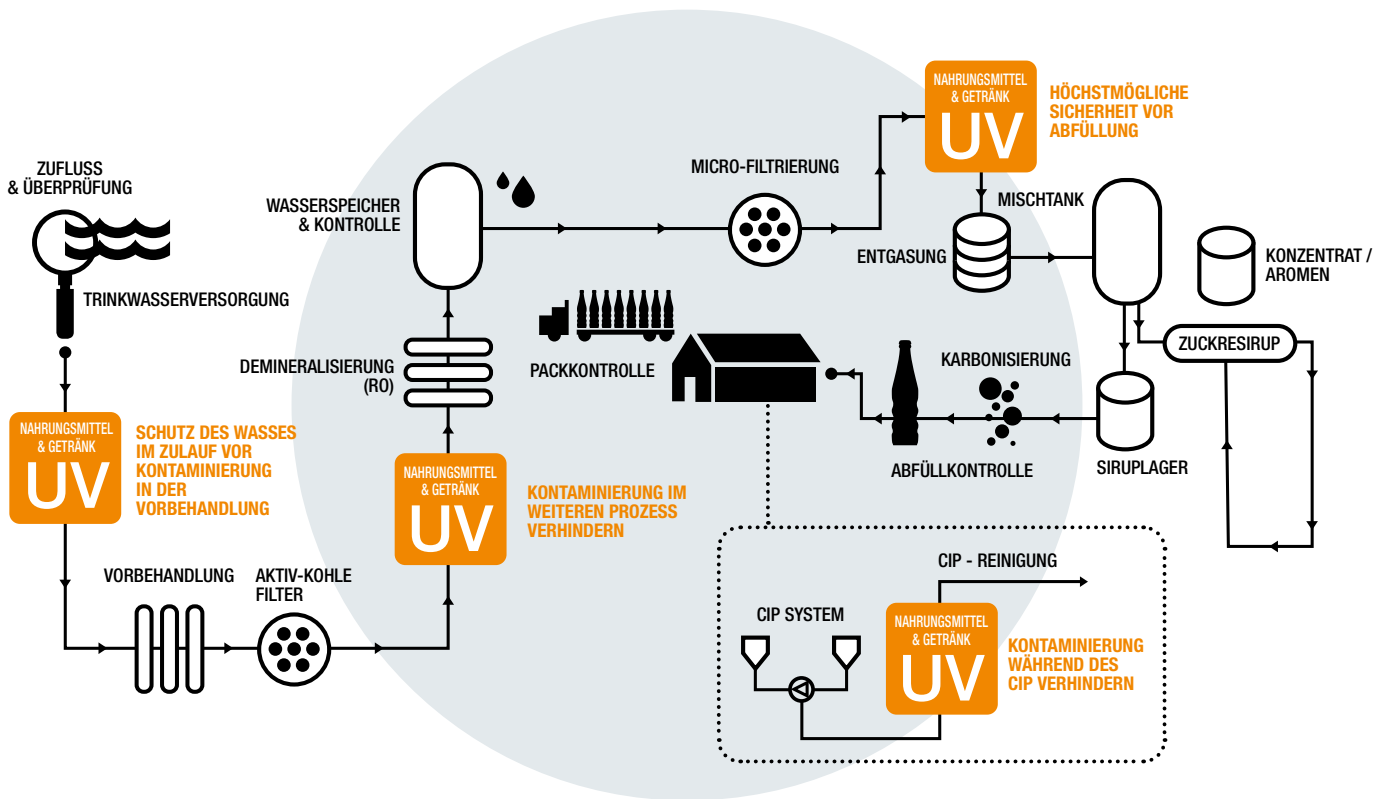 ZUFLUSS
& ÜBERPRÜFUNG
TRINKWASSERVERSORGUNG
NAHRUNGSMITTEL
& GETRÄNK
UV
SCHUTZ DES WASSES
IM ZULAUF VOR
KONTAMINIERUNG
IN DER
VORBEHANDLUNG
VORBEHANDLUNG
AKTIV-KOHLE
FILTER
NAHRUNGSMITTEL
& GETRÄNK
UV
KONTAMINIERUNG IM
WEITEREN PROZESS
VERHINDERN
DEMINERALISIERUNG
(RO)
WASSERSPEICHER
& KONTROLLE
MICRO-FILTRIERUNG
NAHRUNGSMITTEL
& GETRÄNK
UV
HÖCHSTMÖGLICHE
SICHERHEIT VOR
ABFÜLLUNG
ENTGASUNG
MISCHTANK
KONZENTRAT /
AROMEN
ZUCKRESIRUP
SIRUPLAGER
KARBONISIERUNG
ABFÜLLKONTROLLE
PACKKONTROLLE
CIP - REINIGUNG
CIP SYSTEM
NAHRUNGSMITTEL
& GETRÄNK
UV
KONTAMINIERUNG
WÄHREND DES
CIP VERHINDERN